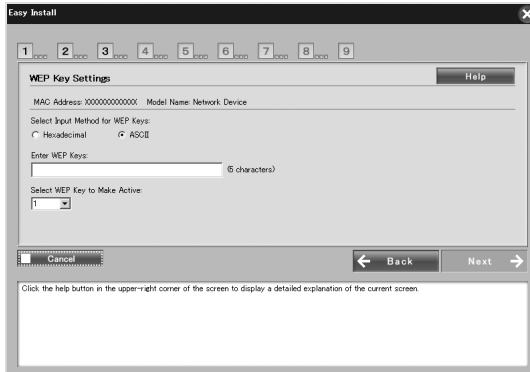 Easy Install
1 2 3 4 5 6 7 8 9
WEP Key Settings
Help
MAC Address: XXXXXXXXXXXX Model Name: Network Device
Select Input Method for WEP Keys:
Hexadecimal ASCII
Enter WEP Keys:
(5 characters)
Select WEP Key to Make Active:
1
Cancel
Back Next
Click the help button in the upper-right corner of the screen to display a detailed explanation of the current screen.